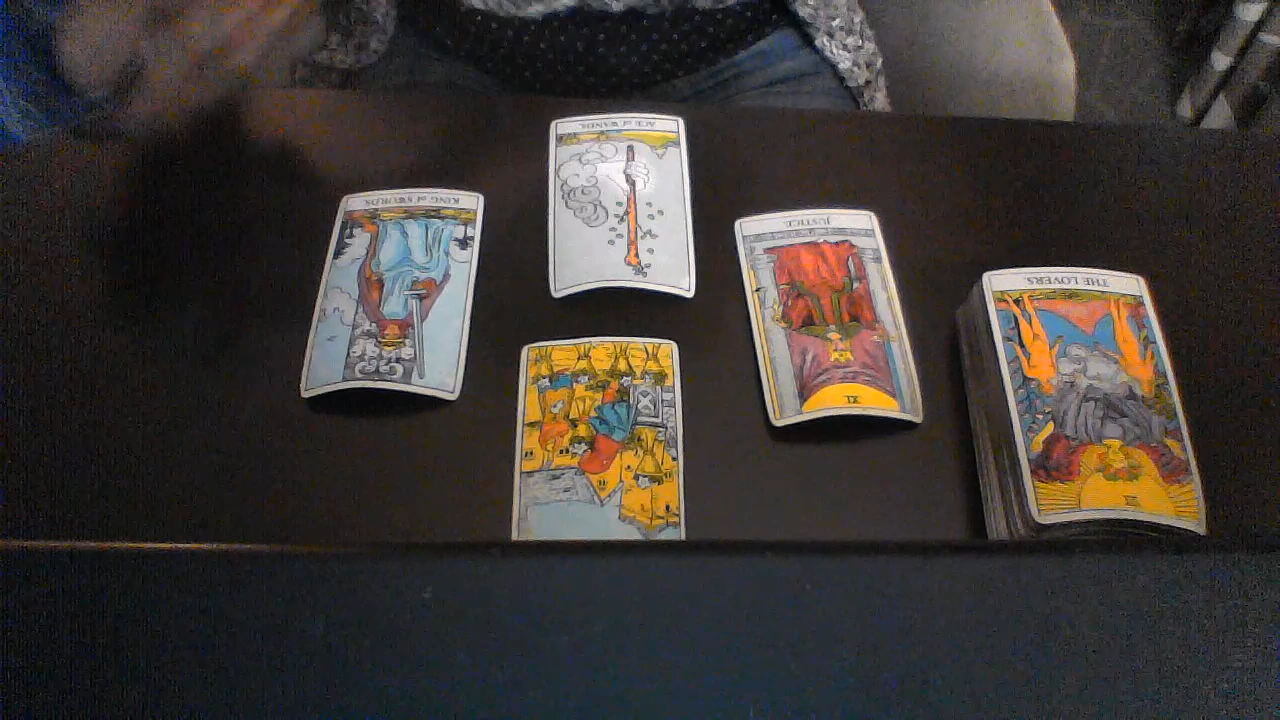 ACE of WANDS.
KING of SWORDS.
JUSTICE.
XI
THE LOVERS.
VI